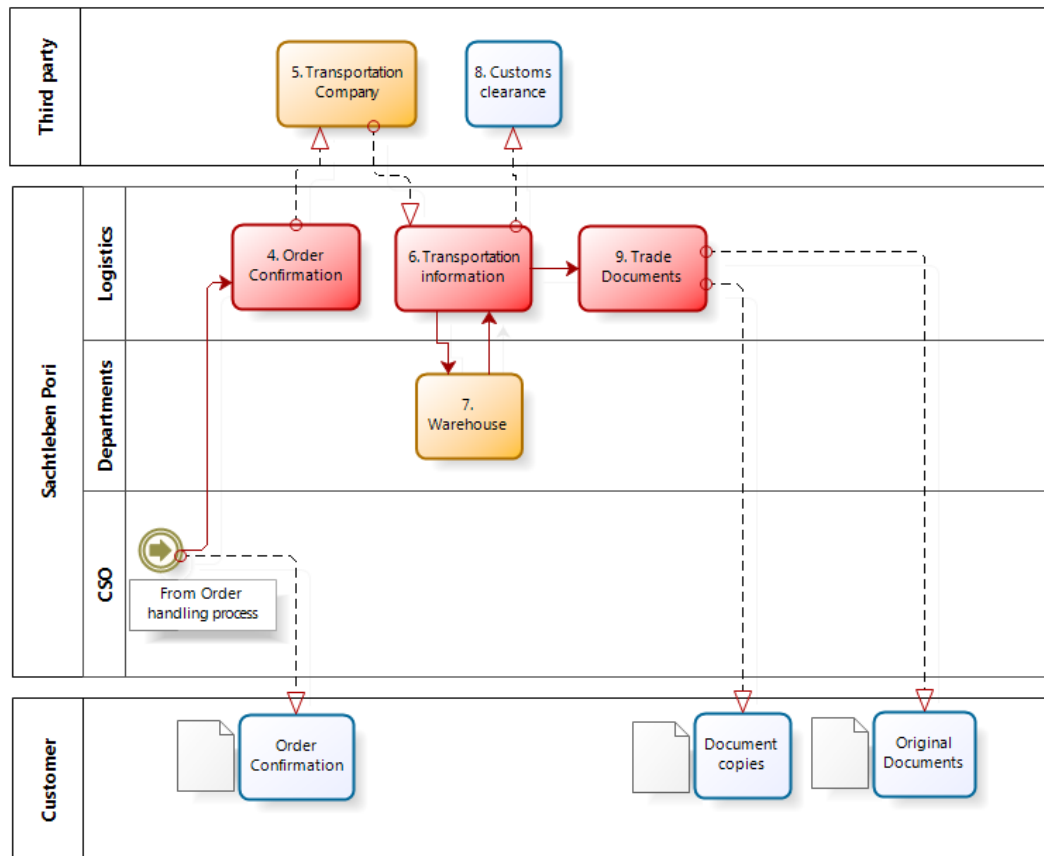 Third party
5. Transportation
Company
8. Customs
clearance
Sachtleben Pori
Logistics
4. Order
Confirmation
6. Transportation
information
9. Trade
Documents
Departments
7.
Warehouse
CSO
From Order
handling process
Customer
Order
Confirmation
Document
copies
Original
Documents